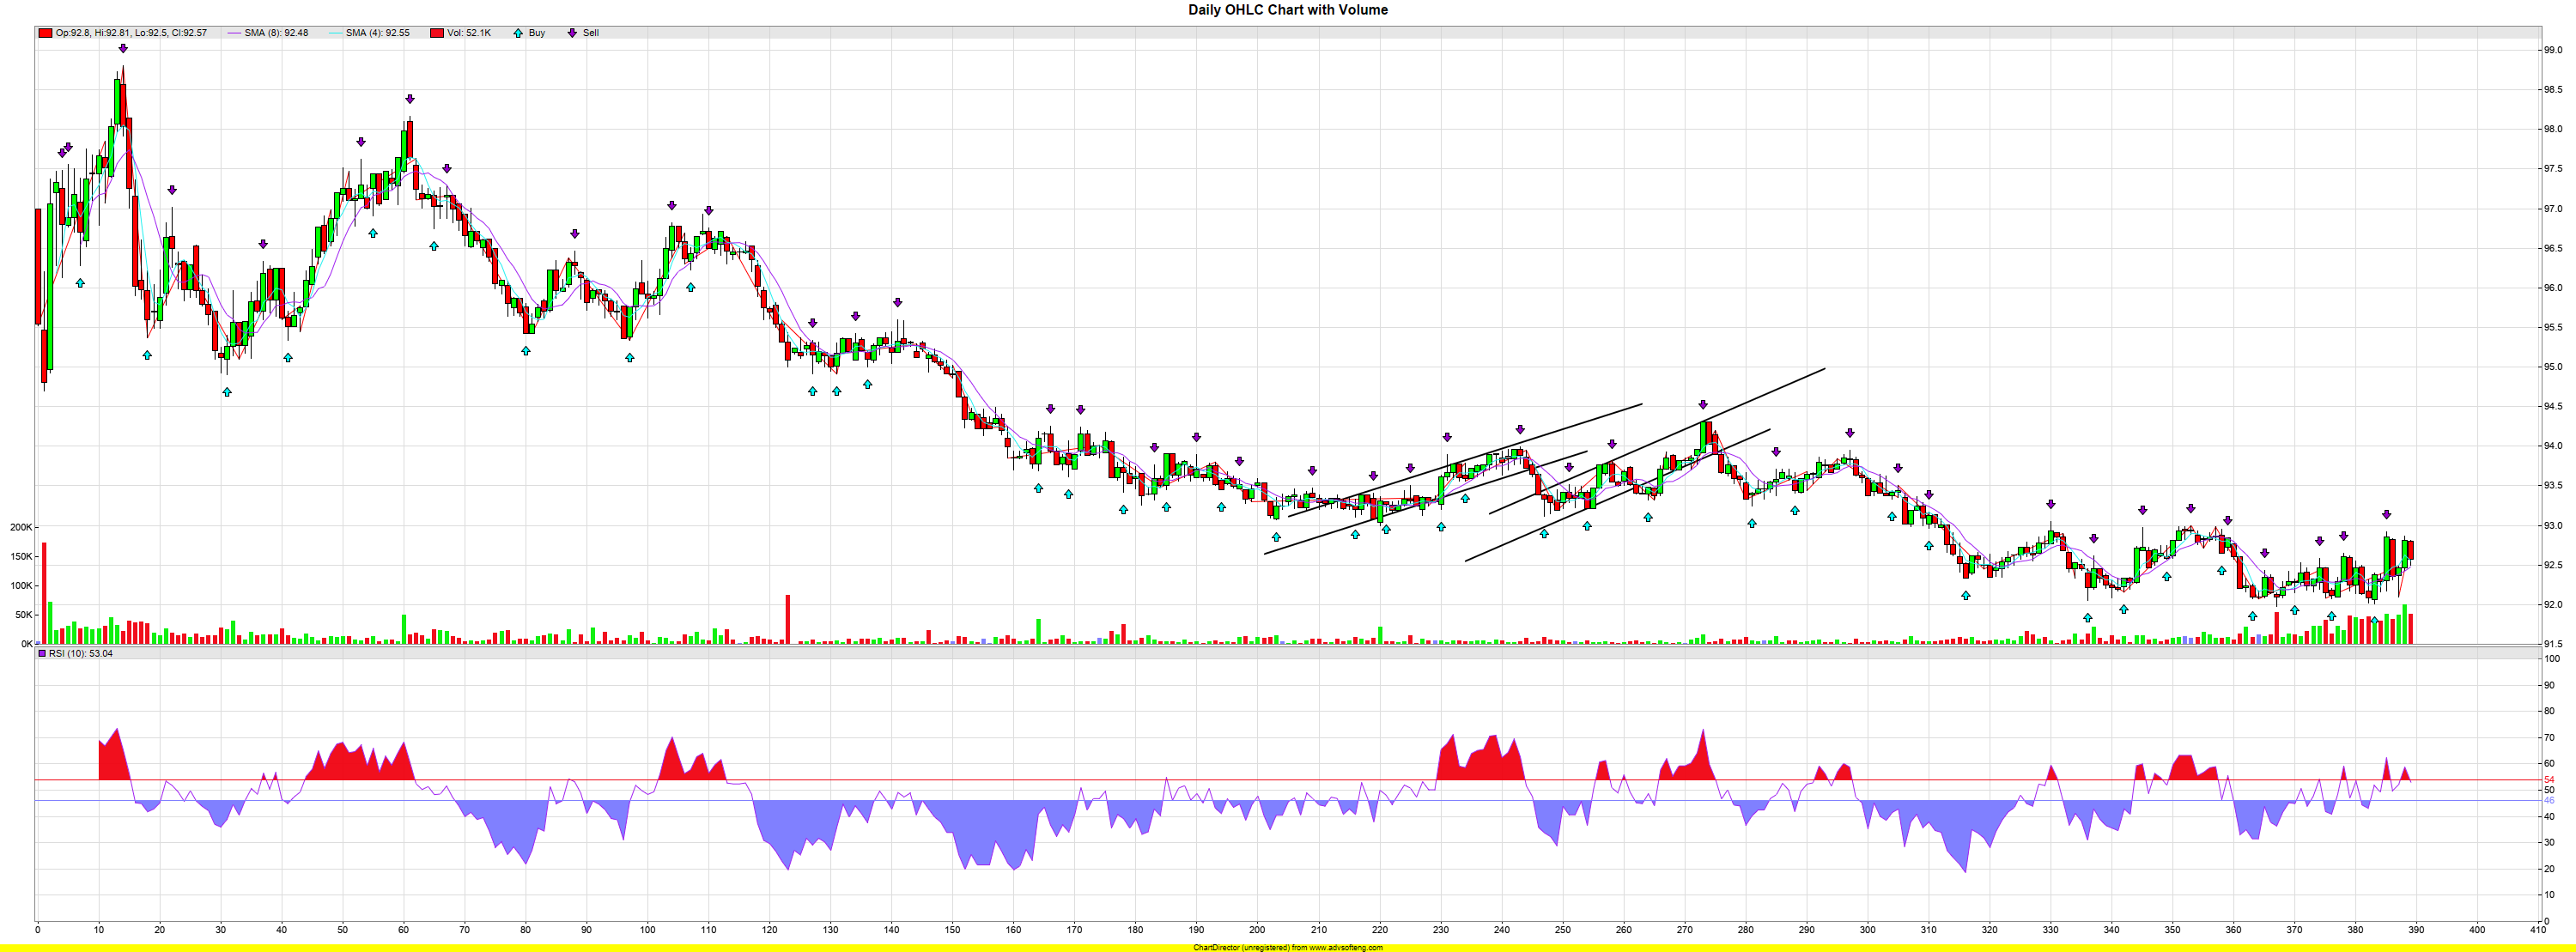 Daily OHLC Chart with Volume
Op:92.8, Hi:92.81, Lo:92.5, Cl:92.57 SMA (8): 92.48 SMA (4): 92.55 Vol: 52.1K Buy Sell
99.0
98.5
98.0
97.5
97.0
96.5
96.0
95.5
95.0
94.5
94.0
93.5
200K 93.0
150K
92.5
100K
92.0
50K
0K 91.5
RSI (10): 53.04
100
90
80
70
60
54
50
46
40
30
20
10
0
0 10 20 30 40 50 60 70 80 90 100 110 120 130 140 150 160 170 180 190 200 210 220 230 240 250 260 270 280 290 300 310 320 330 340 350 360 370 380 390 400 410
ChartDirector (unregistered) from www.advsofteng.com